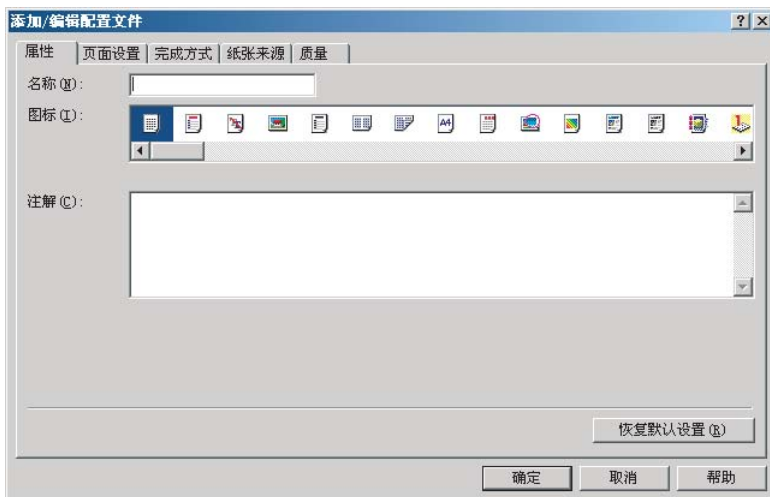 添加/编辑配置文件
属性 页面设置 完成方式 纸张来源 质量
名称(N):
图标(I):
A4
注解(C):
恢复默认设置(R)
确定 取消 帮助